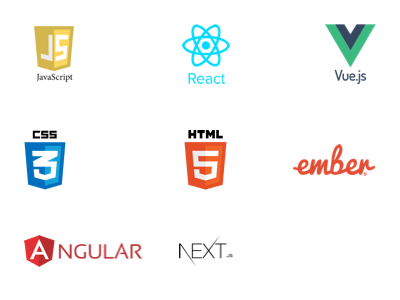 JS
JavaScript
React
Vue.js
CSS
3
HTML
5
ember
ANGULAR
NEXT.JS